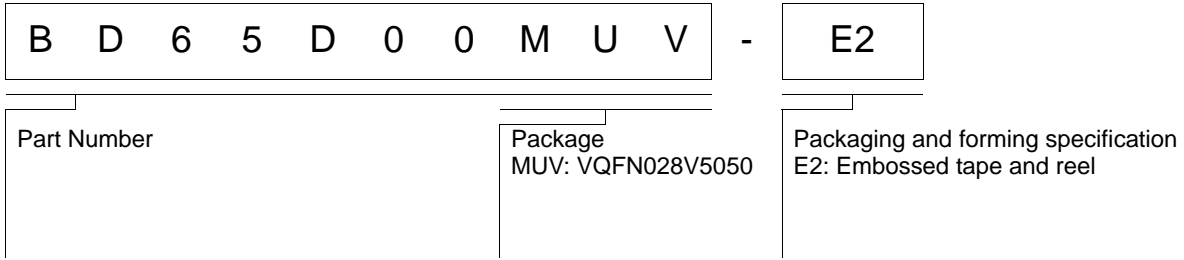 B D 6 5 D 0 0 M U V - E2
Part Number
Package
MUV: VQFN028V5050
Packaging and forming specification
E2: Embossed tape and reel